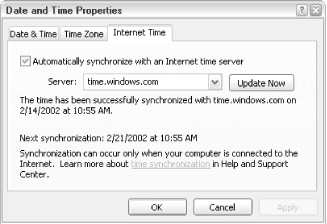 Date and Time Properties
Date & Time
Time Zone
Internet Time
Automatically synchronize with an Internet time server
Server:
time.windows.com
Update Now
The time has been successfully synchronized with time.windows.com on
2/14/2002 at 10:55 AM.
Next synchronization: 2/21/2002 at 10:55 AM
Synchronization can occur only when your computer is connected to the
Internet. Learn more about time synchronization in Help and Support
Center.
OK
Cancel
Apply